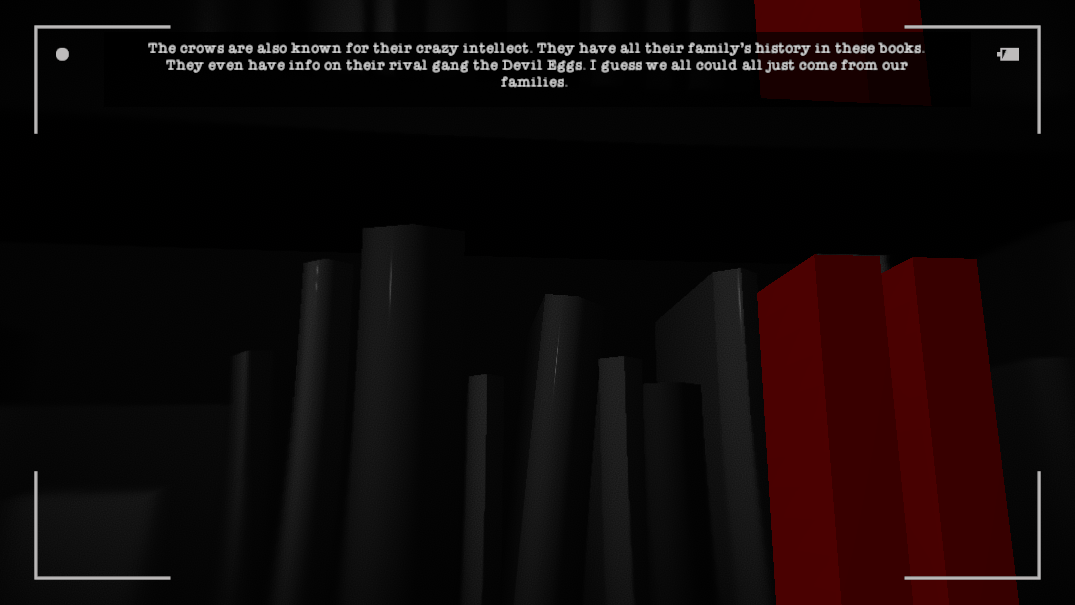 The crows are also known for their crazy intellect. They have all their family's history in these books.
They even have info on their rival gang the Devil Eggs. I guess we all could all just come from our
families.